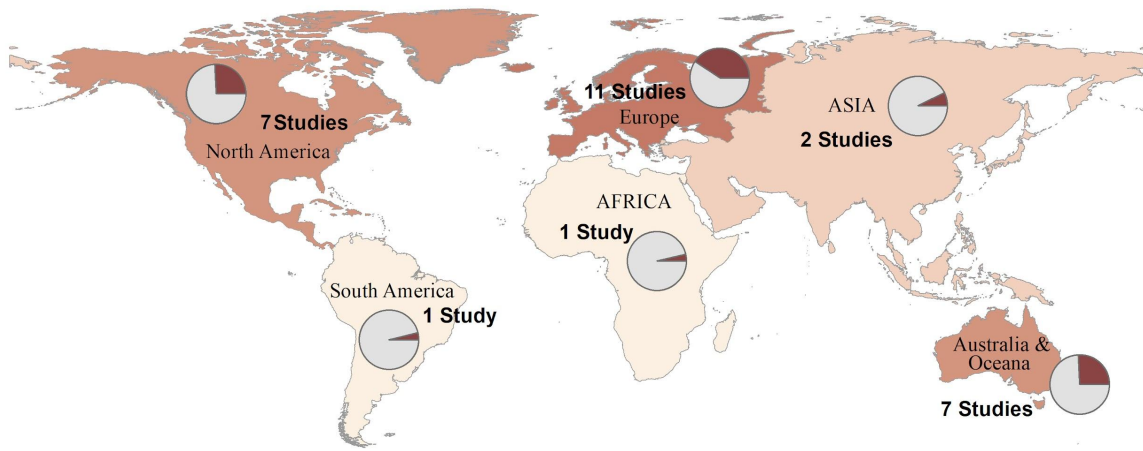 7 Studies
North America
11 Studies
Europe
ASIA
2 Studies
AFRICA
1 Study
South America
1 Study
Australia &
Oceana
7 Studies